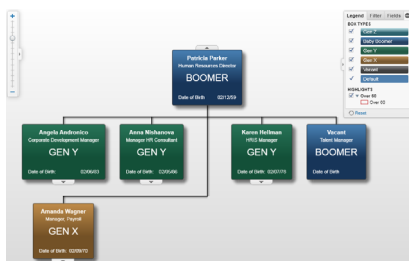 Legend Filter Fields
BOX TYPES
Gen Z
Baby Boomer
Gen Y
Gen X
Vacant
Default
HIGHLIGHTS
Over 60
Over 60
Reset
Patricia Parker
Human Resources Director
BOOMER
Date of Birth 02/12/59
Angela Andronico
Corporate Development Manager
GEN Y
Date of Birth
Anna Nishanova
Manager HR Consultant
GEN Y
Date of Birth
Karen Hellman
HRIS Manager
GEN Y
Date of Birth
Vacant
Talent Manager
BOOMER
Date of Birth
Amanda Wagner
Manager, Payroll
GEN X
Date of Birth